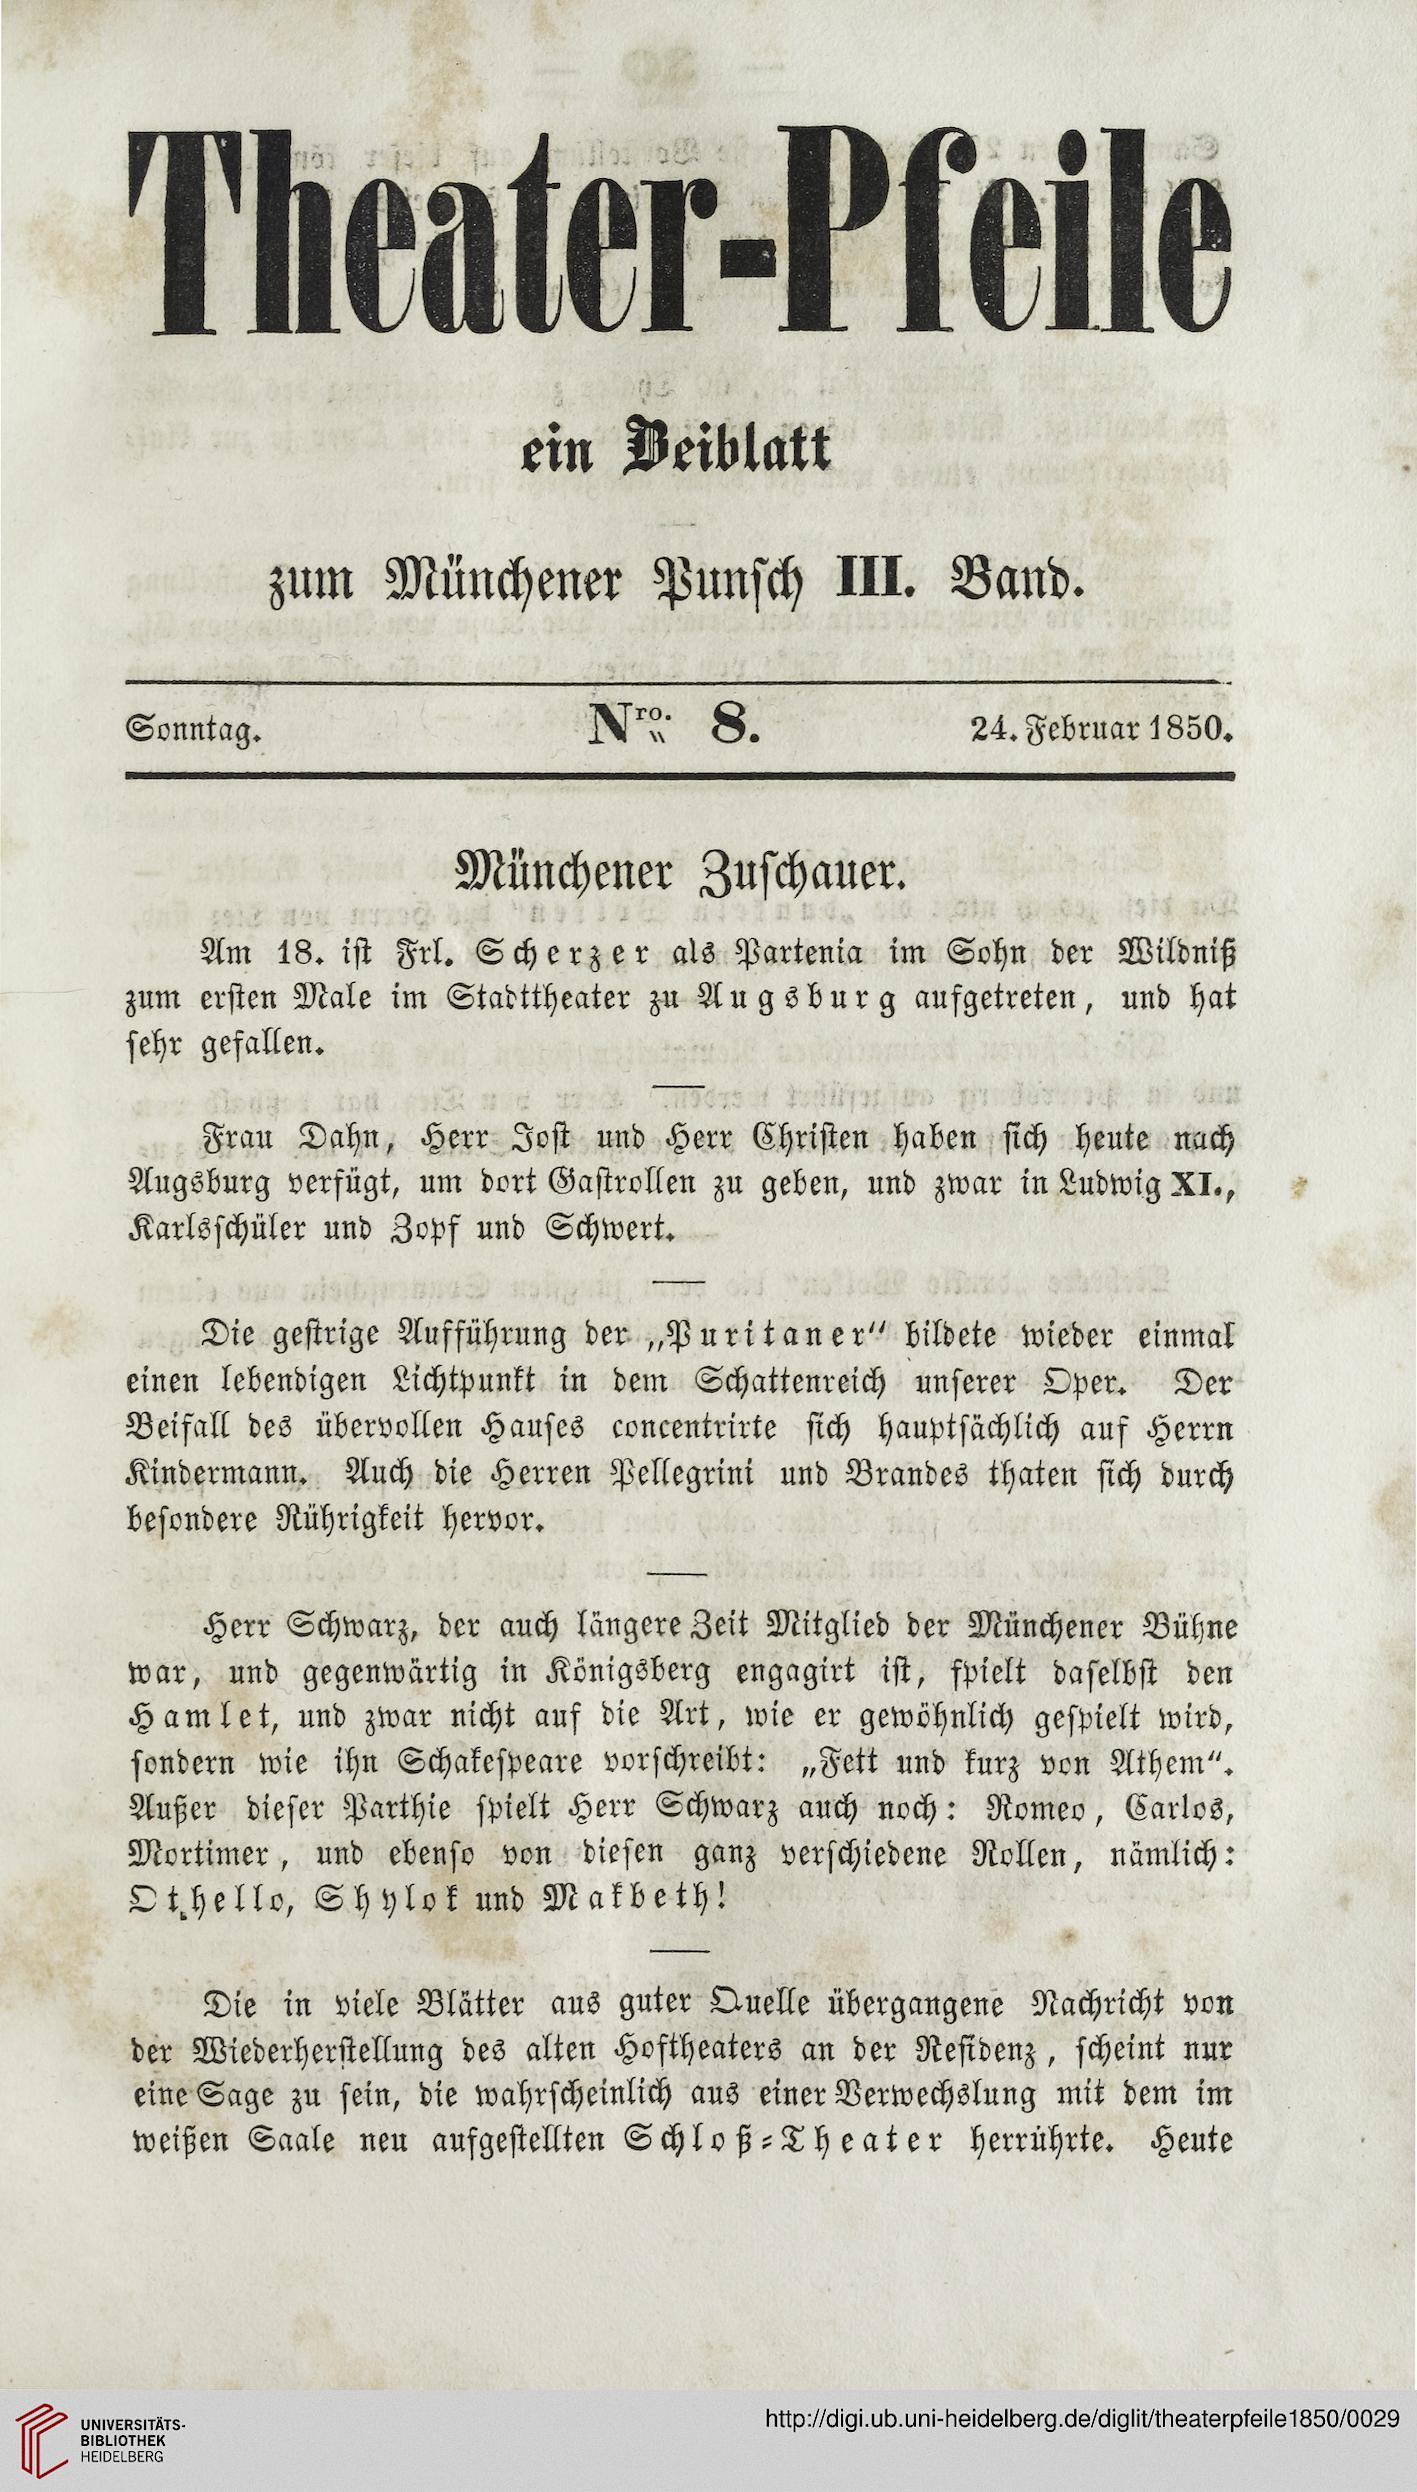 Theater-Pfeile
ein Beiblatt
zum Münchener Punsch III. Band.
Sonntag. Nro. 8. 24. Februar 1850.
Münchener Zuschauer.
Am 18. ist Frl. Scherzer als Partenia im Sohn der Wildniß
zum ersten Male im Stadttheater zu Augsburg aufgetreten, und hat
sehr gefallen.
Frau Dahn, Herr Jost und Herr Christen haben sich heute nach
Augsburg verfügt, um dort Gastrollen zu geben, und zwar in Ludwig XI.,
Karlsschüler und Zopf und Schwert.
Die gestrige Aufführung der „Puritaner" bildete wieder einmal
einen lebendigen Lichtpunkt in dem Schattenreich unserer Oper. Der
Beifall des übervollen Hauses concentrirte sich hauptsächlich auf Herrn
Kindermann. Auch die Herren Pellegrini und Brandes thaten sich durch
besondere Rührigkeit hervor.
Herr Schwarz, der auch längere Zeit Mitglied der Münchener Bühne
war, und gegenwärtig in Königsberg engagirt ist, spielt daselbst den
Hamlet, und zwar nicht auf die Art, wie er gewöhnlich gespielt wird,
sondern wie ihn Schakespeare vorschreibt: „Fett und kurz von Athem“.
Außer dieser Parthie spielt Herr Schwarz auch noch: Romeo, Carlos,
Mortimer, und ebenso von diesen ganz verschiedene Rollen, nämlich:
Othello, Shylok und Makbeth!
Die in viele Blätter aus guter Quelle übergangene Nachricht von
der Wiederherstellung des alten Hoftheaters an der Residenz, scheint nur
eine Sage zu sein, die wahrscheinlich aus einer Verwechslung mit dem im
weißen Saale neu aufgestellten Schloß-Theater herrührte. Heute
UNIVERSITÄTS-
BIBLIOTHEK
HEIDELBERG
http://digi.ub.uni-heidelberg.de/diglit/theaterpfeile1850/0029